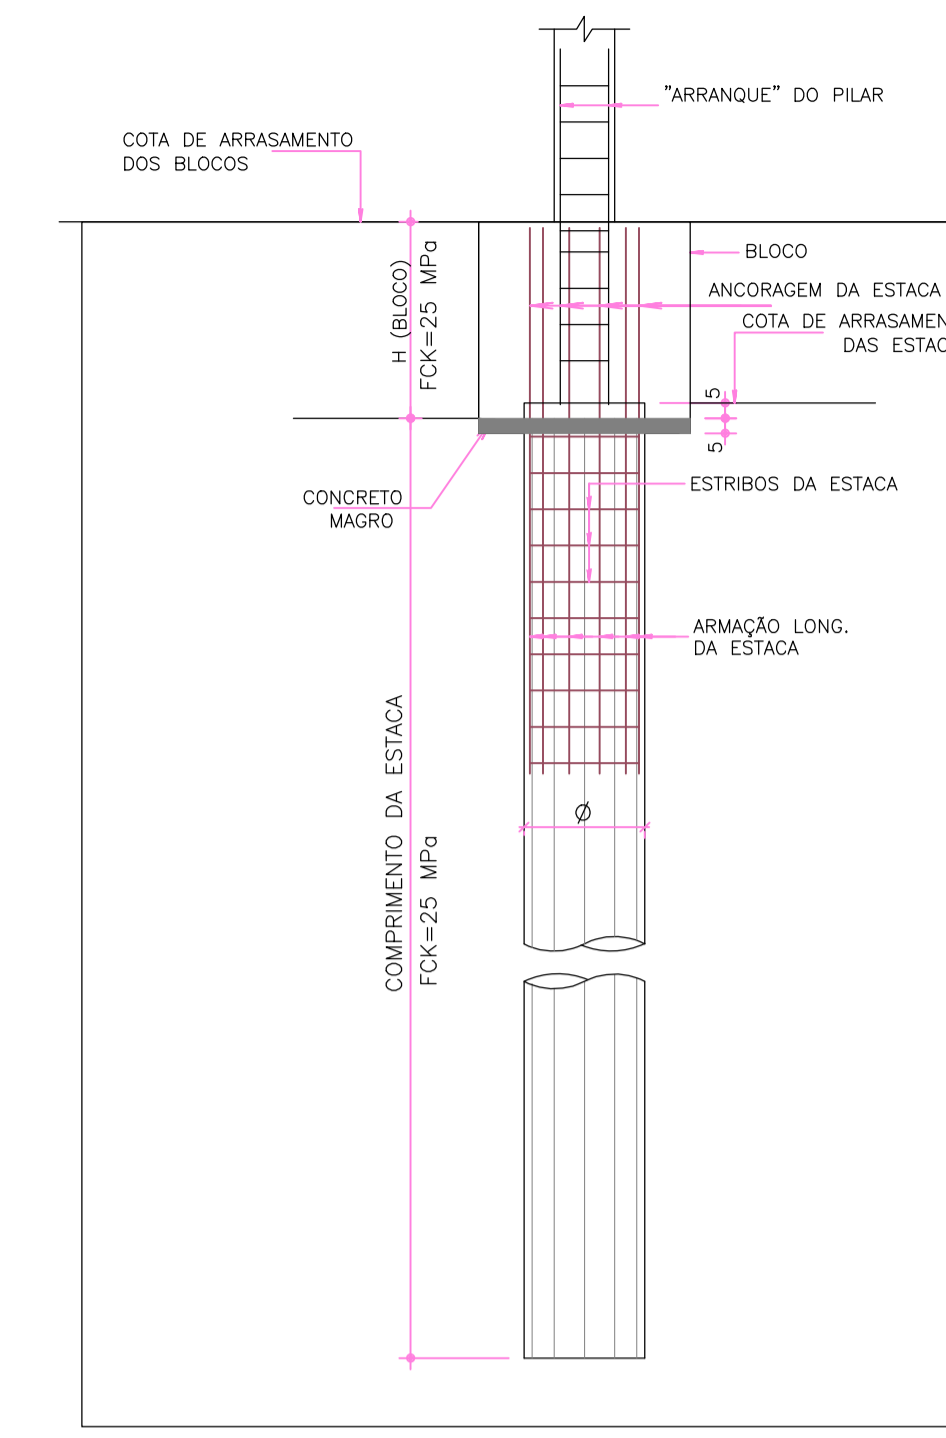 "ARRANQUE" DO PILAR
COTA DE ARRASAMENTO
DOS BLOCOS
BLOCO
H (BLOCO)
FCK=25 MPa
ANCORAGEM DA ESTACA
COTA DE ARRASAMEN
DAS ESTAC
5
5
ESTRIBOS DA ESTACA
CONCRETO
MAGRO
ARMAÇÃO LONG.
DA ESTACA
COMPRIMENTO DA ESTACA
FCK=25 MPa
Ø